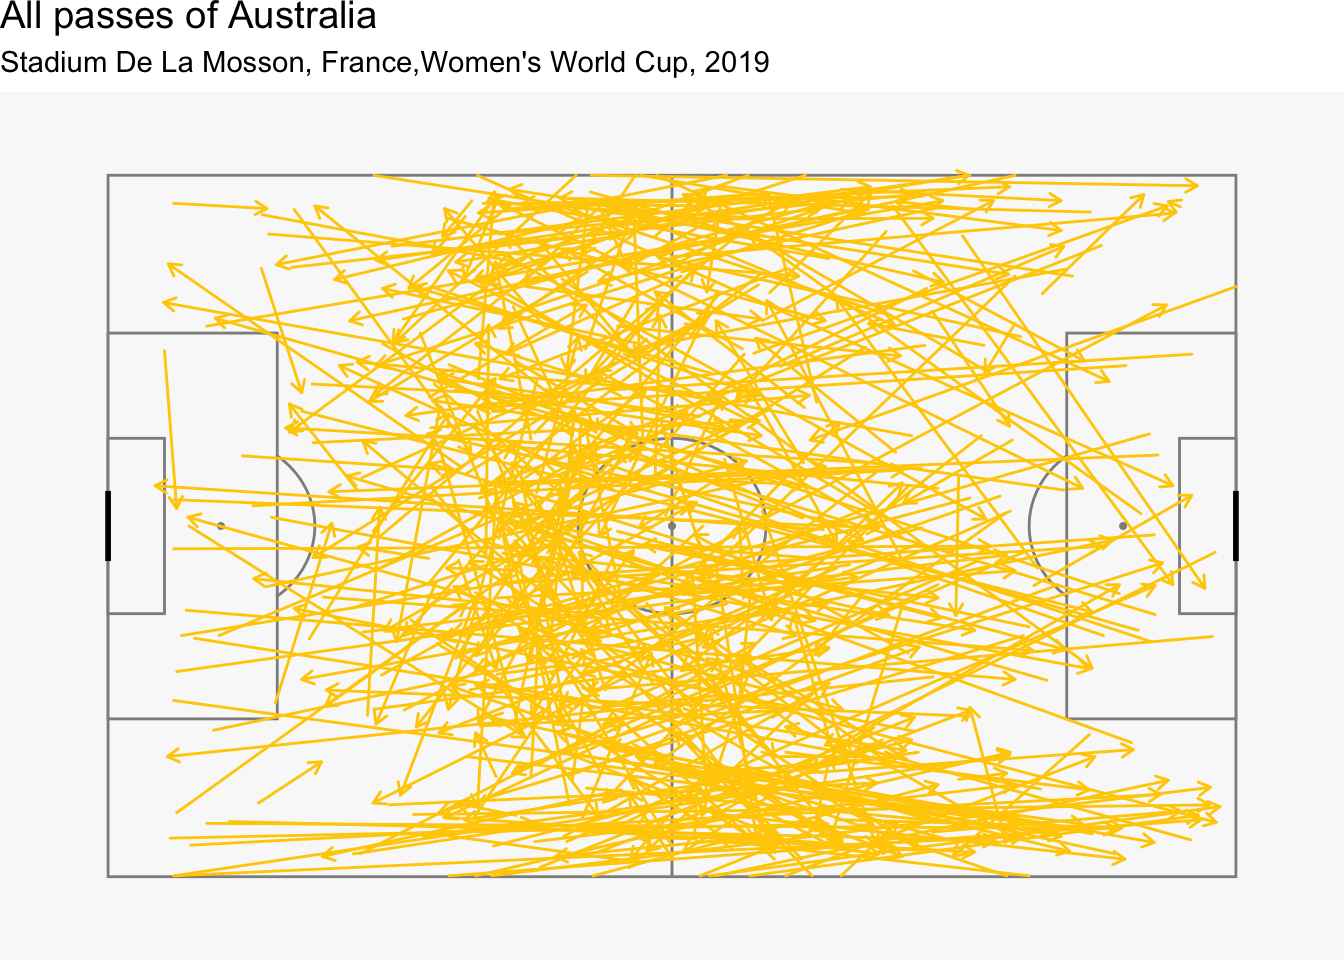 All passes of Australia
Stadium De La Mosson, France,Women's World Cup, 2019